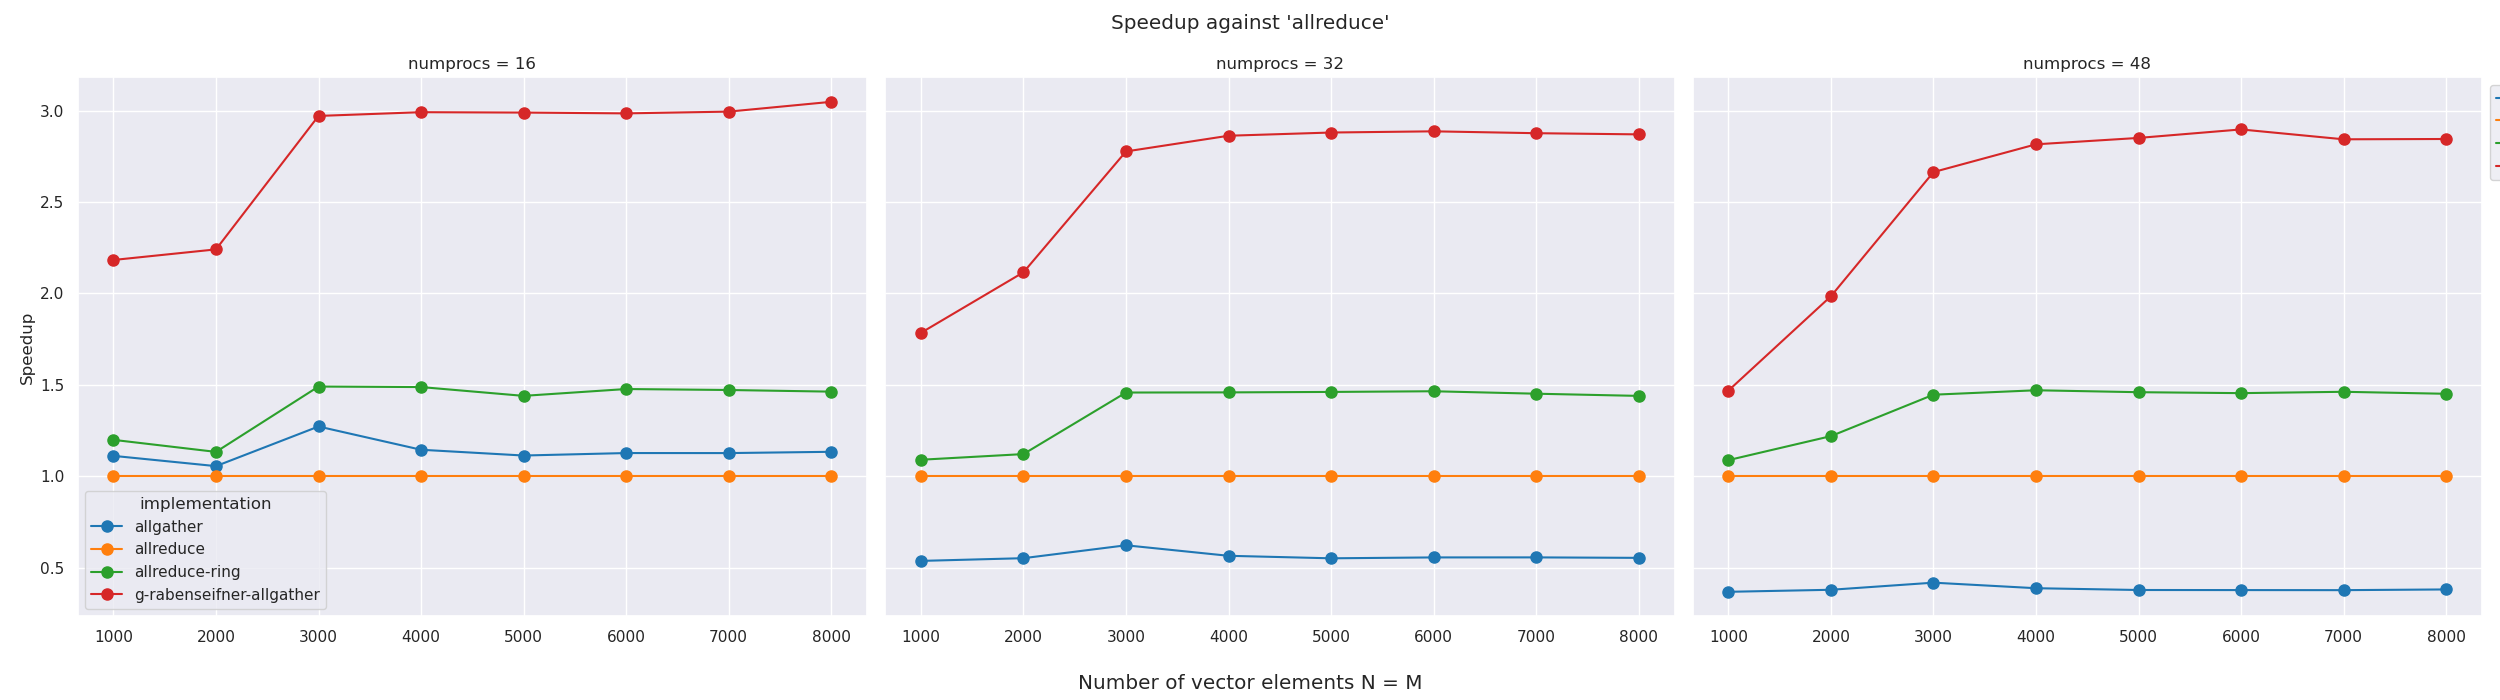 Speedup against 'allreduce'
numprocs = 16
numprocs = 32
numprocs = 48
Speedup
3.0
2.5
2.0
1.5
1.0
0.5
implementation
allgather
allreduce
allreduce-ring
g-rabenseifner-allgather
1000 2000 3000 4000 5000 6000 7000 8000
1000 2000 3000 4000 5000 6000 7000 8000
1000 2000 3000 4000 5000 6000 7000 8000
Number of vector elements N = M